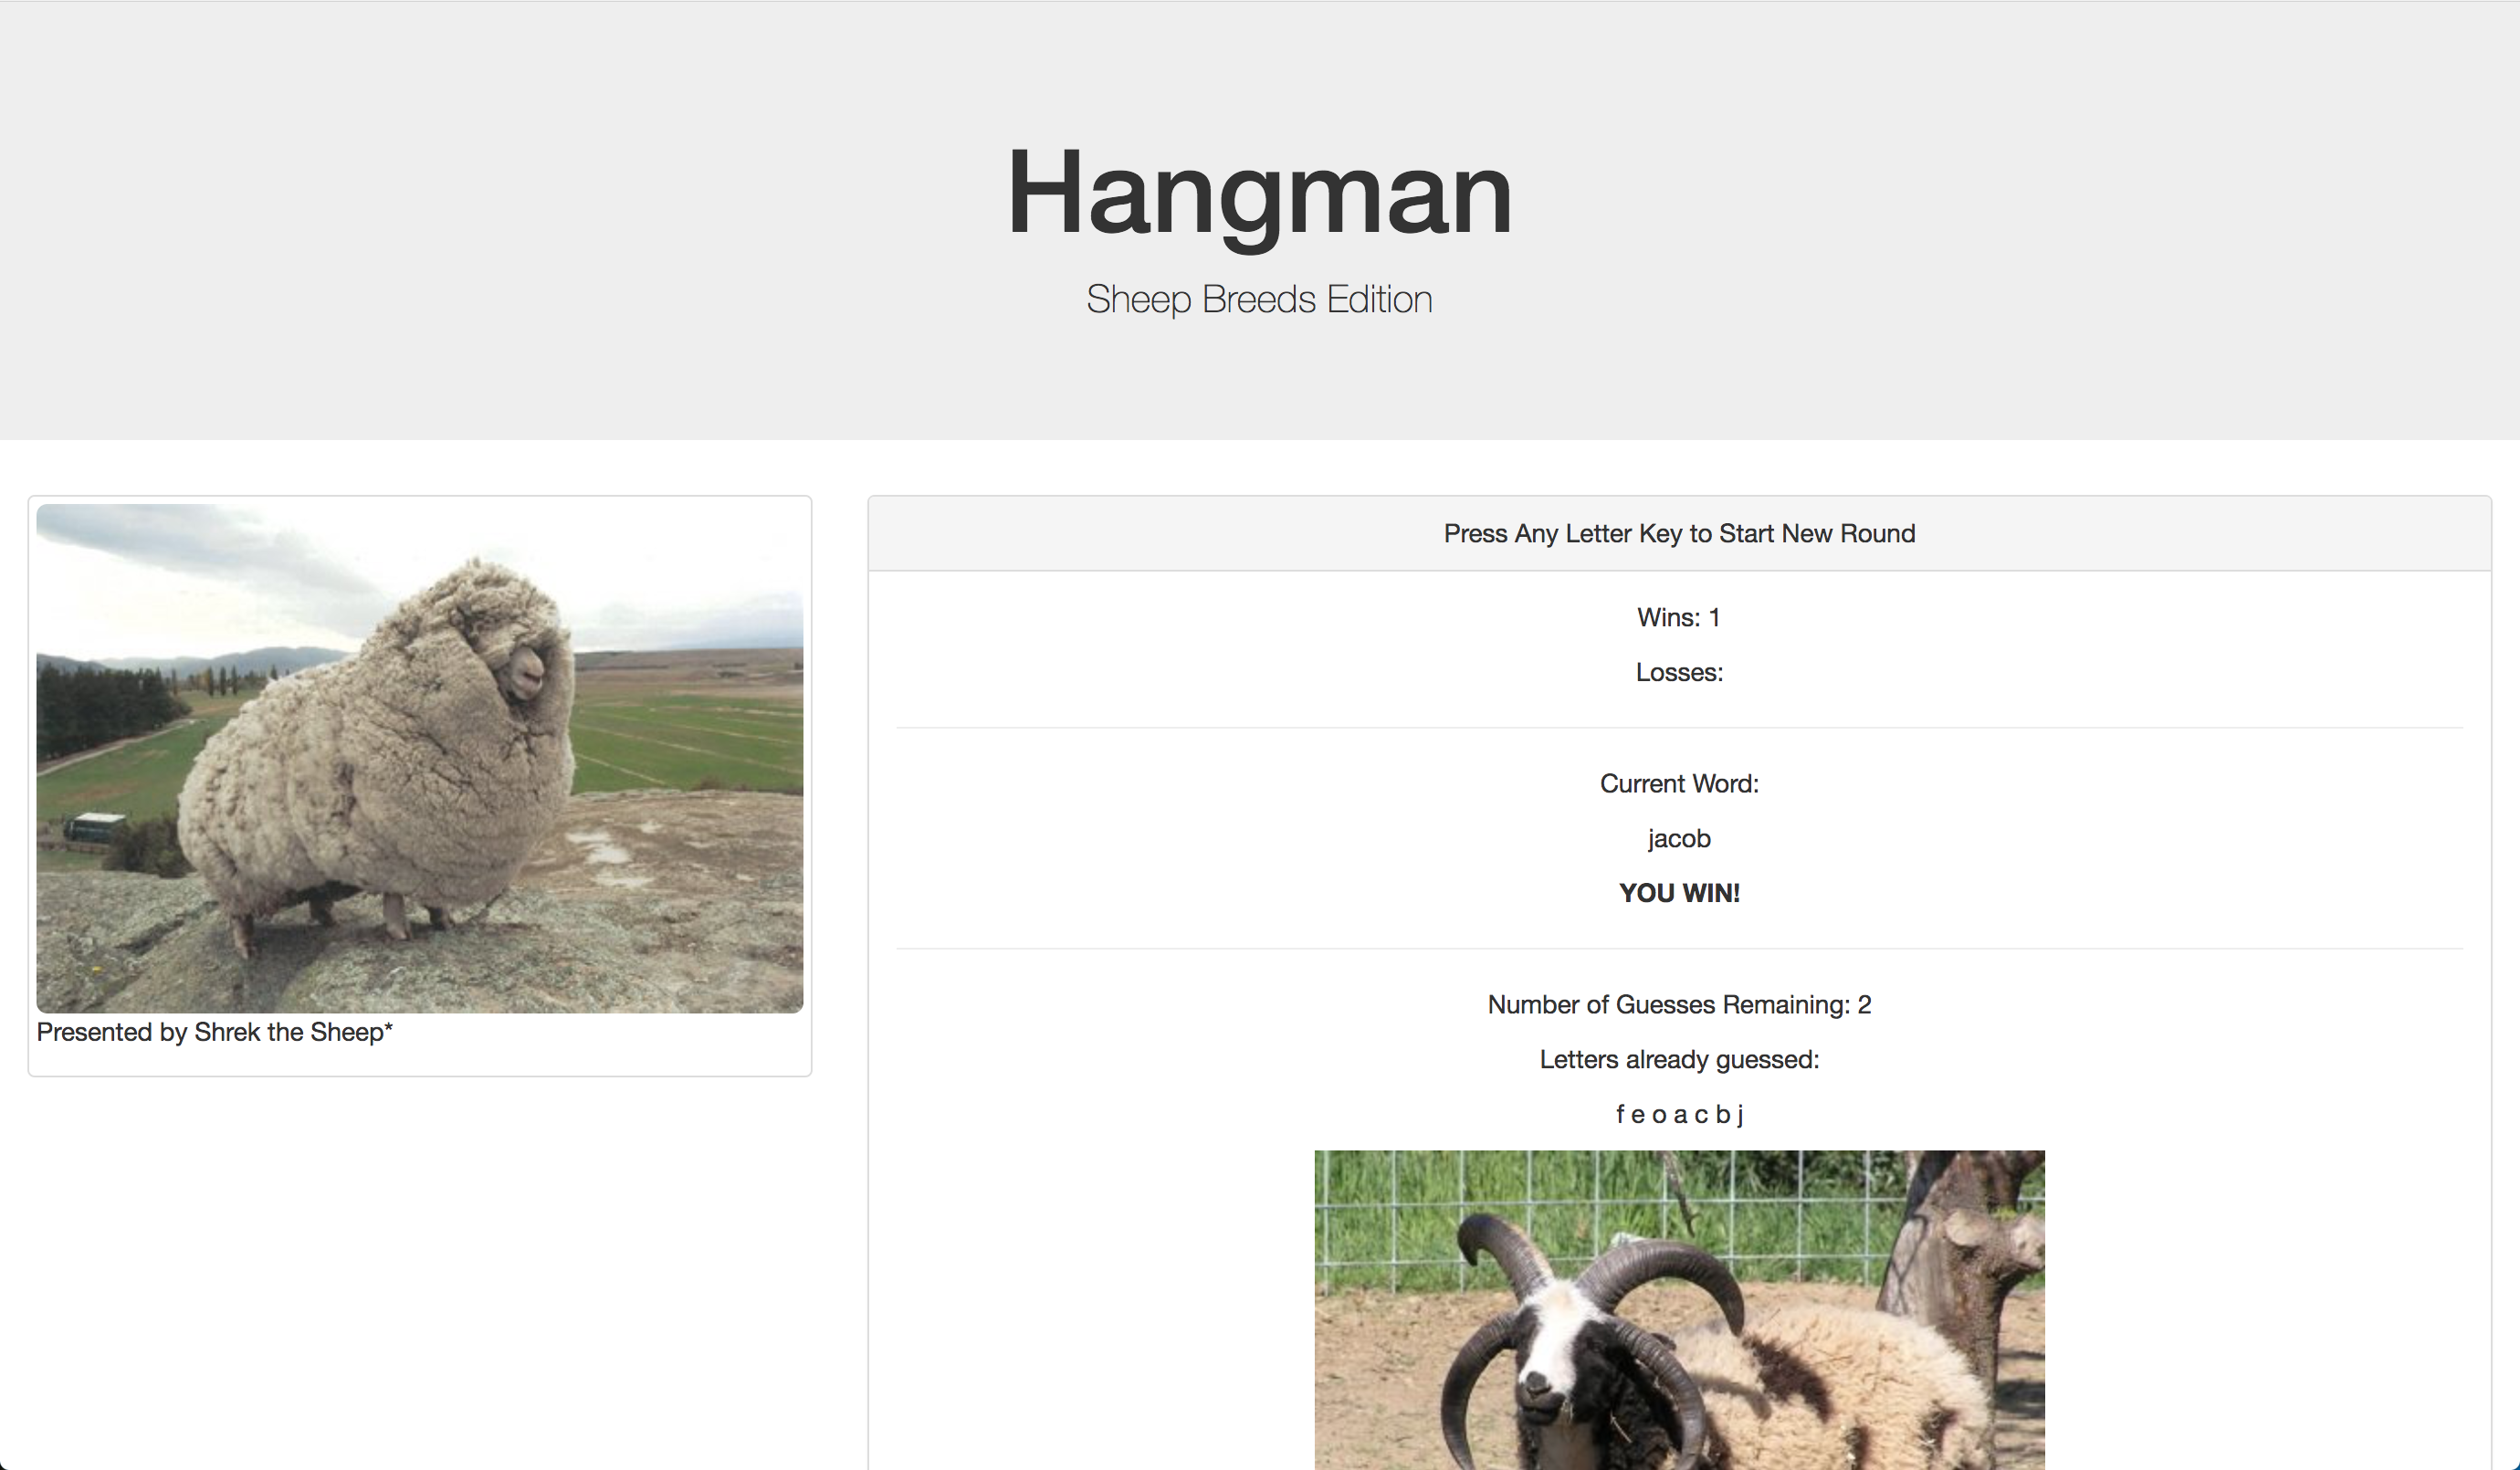 Hangman
Sheep Breeds Edition
Presented by Shrek the Sheep*
Press Any Letter Key to Start New Round
Wins: 1
Losses:
Current Word:
jacob
YOU WIN!
Number of Guesses Remaining: 2
Letters already guessed:
f e o a c b j